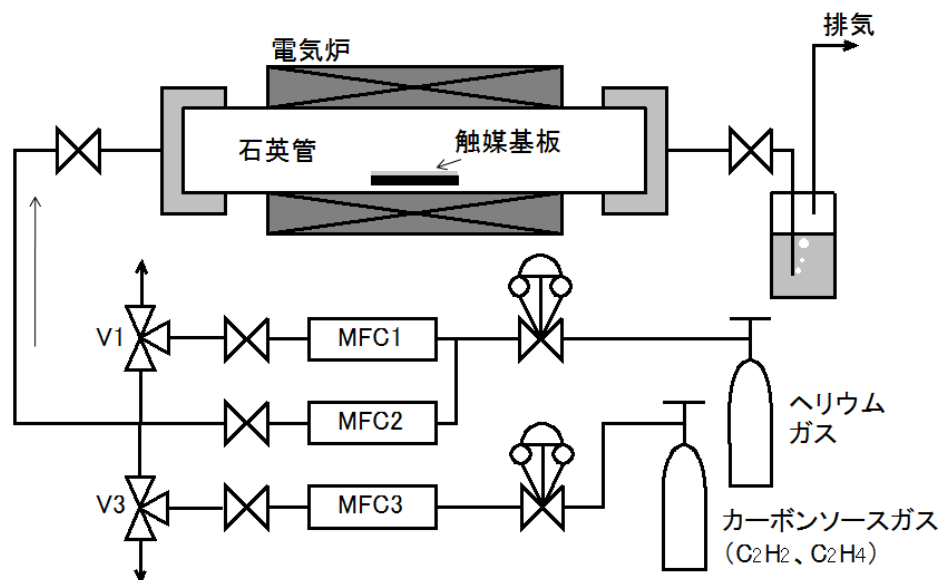 排気
電気炉
石英管
触媒基板
V1
MFC1
MFC2
V3
MFC3
ヘリウム
ガス
カーボンソースガス
（C2H2、C2H4）